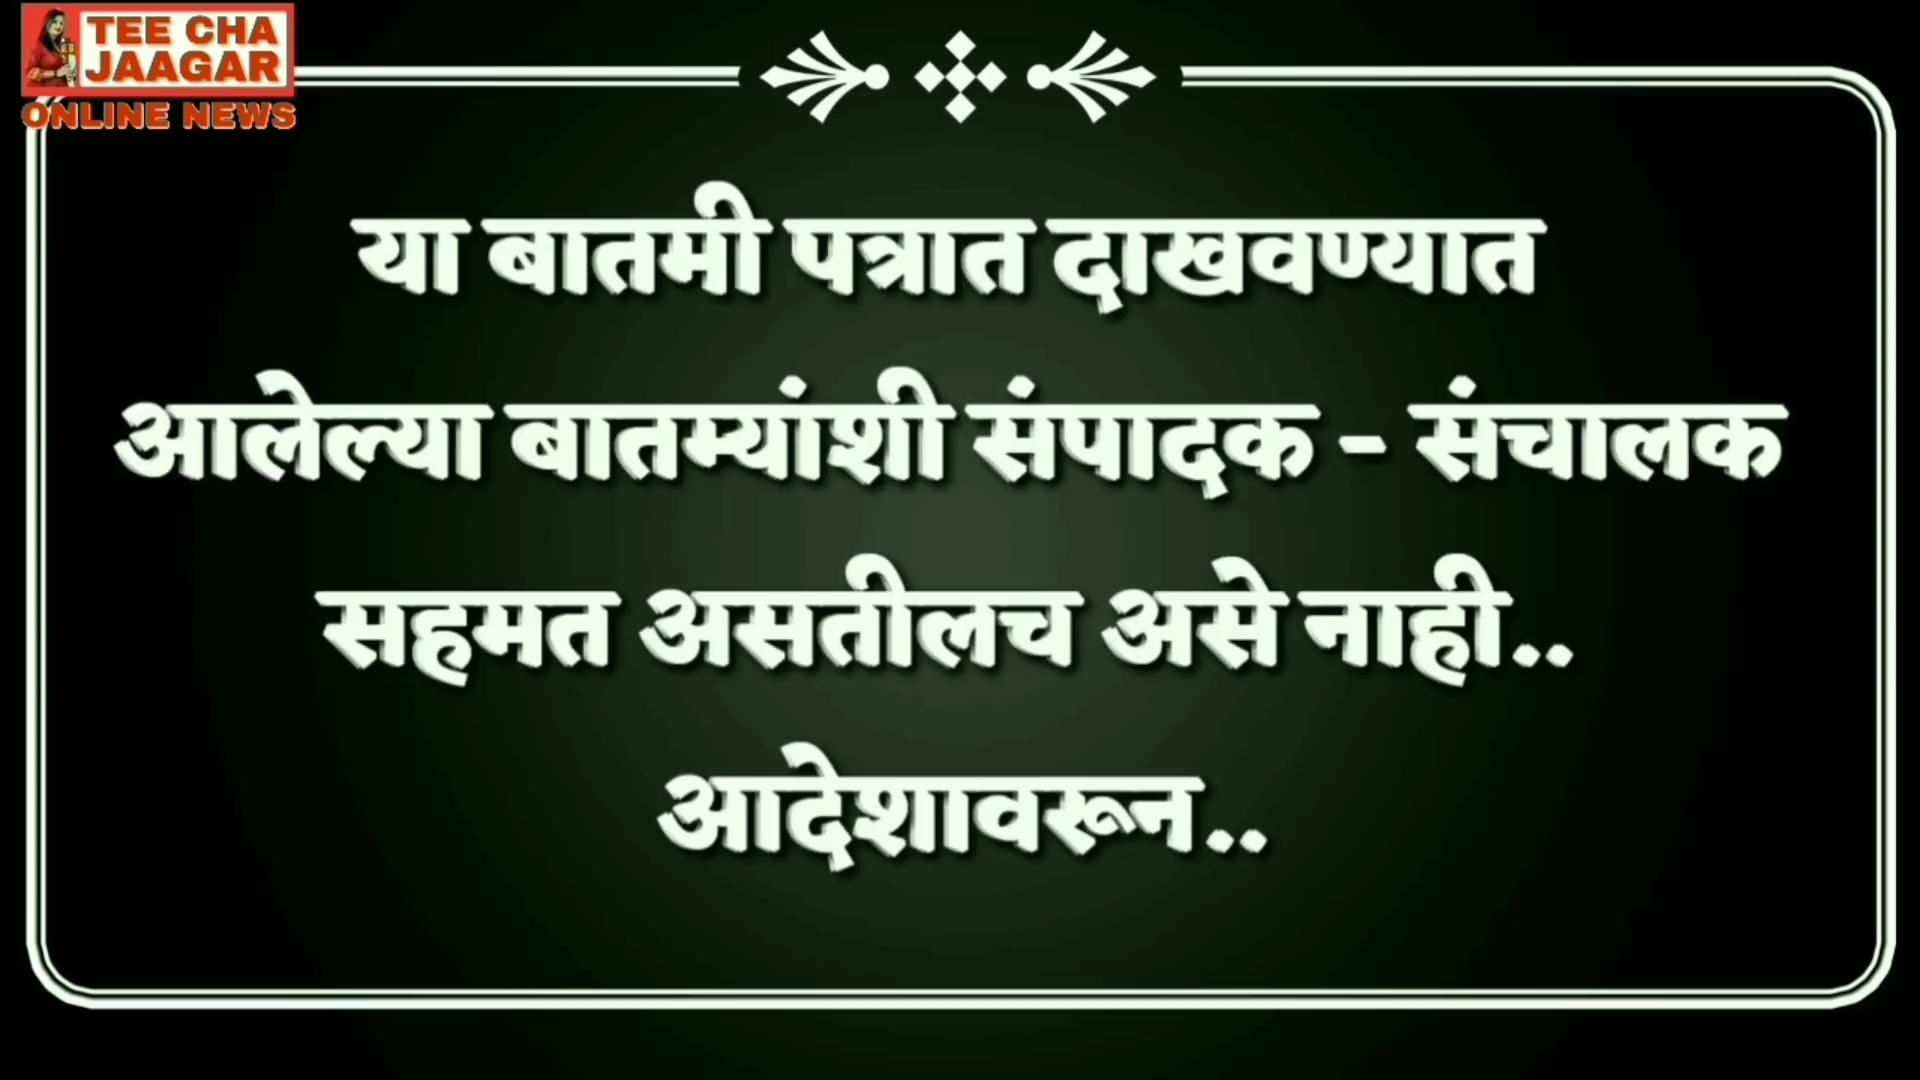 TEE CHA
JAAGAR
ONLINE NEWS
या बातमी पत्रात दाखवण्यात
आलेल्या बातम्यांशी संपादक - संचालक
सहमत असतीलच असे नाही..
आदेशावरून..